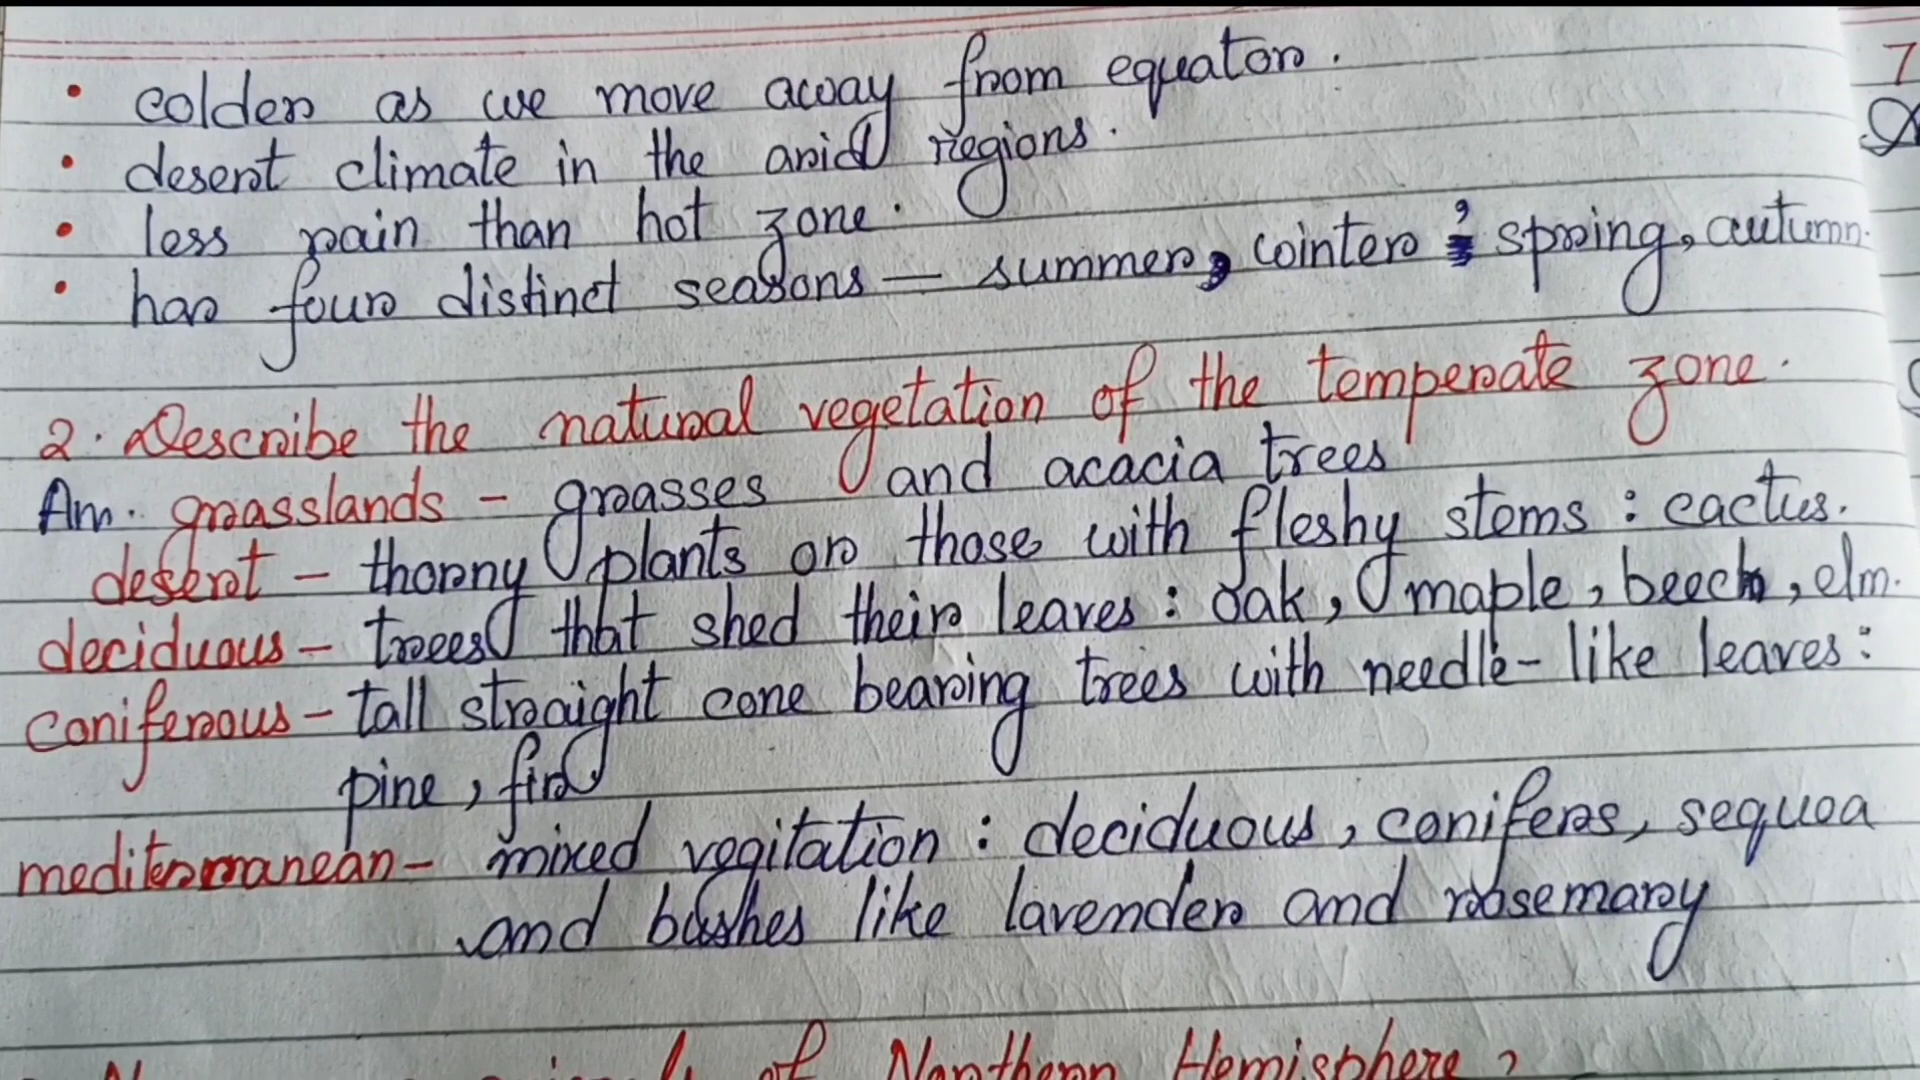 • colder as we move away from equator.
• desert climate in the arid regions.
• less rain than hot zone.
• has four distinct seasons — summer, winter, spring, autumn.
2. Describe the natural vegetation of the temperate zone.
Ans. grasslands - grasses and acacia trees
desert - thorny plants or those with fleshy stems : cactus.
deciduous - trees that shed their leaves : oak, maple, beech, elm.
coniferous - tall straight cone bearing trees with needle-like leaves :
pine, fir
mediterranean - mixed vegitation : deciduous, conifers, sequoa
and bushes like lavender and rosemary
of Northern Hemisphere ?
7